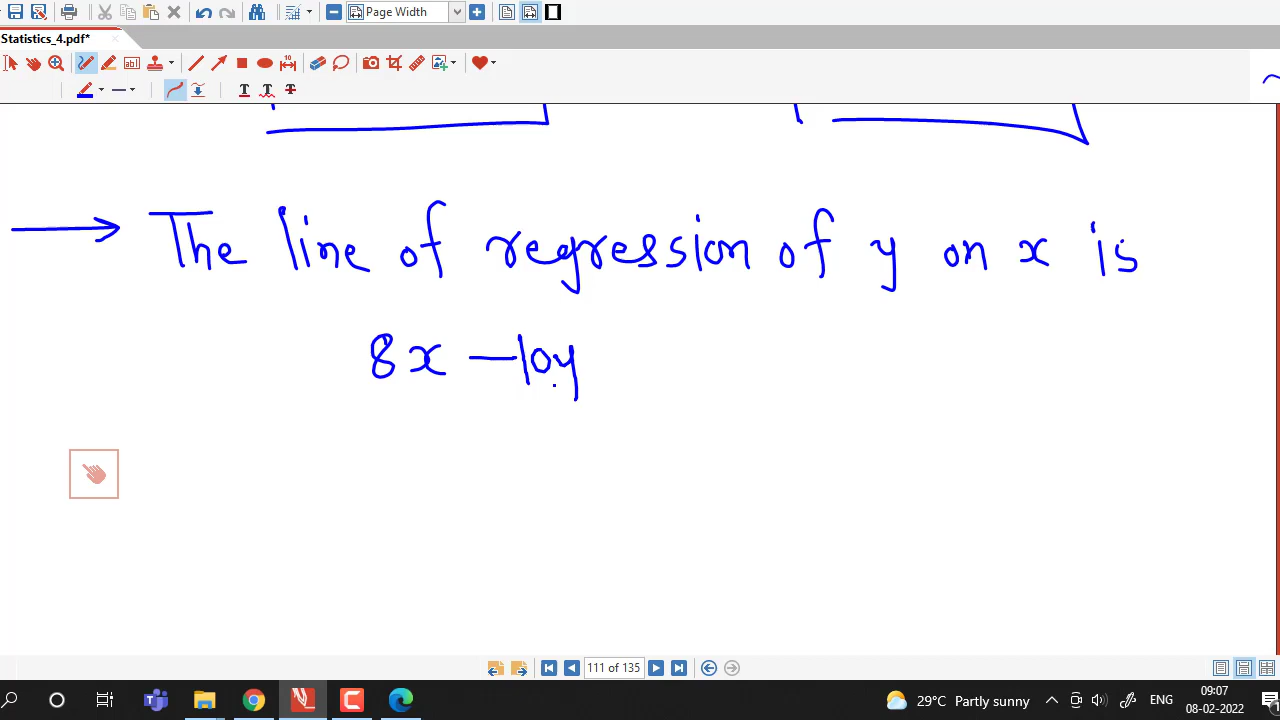 Page Width
Statistics_4.pdf*
The line of regression of y on x is
8x - 10y
111 of 135
29°C Partly sunny
ENG
09:07
08-02-2022